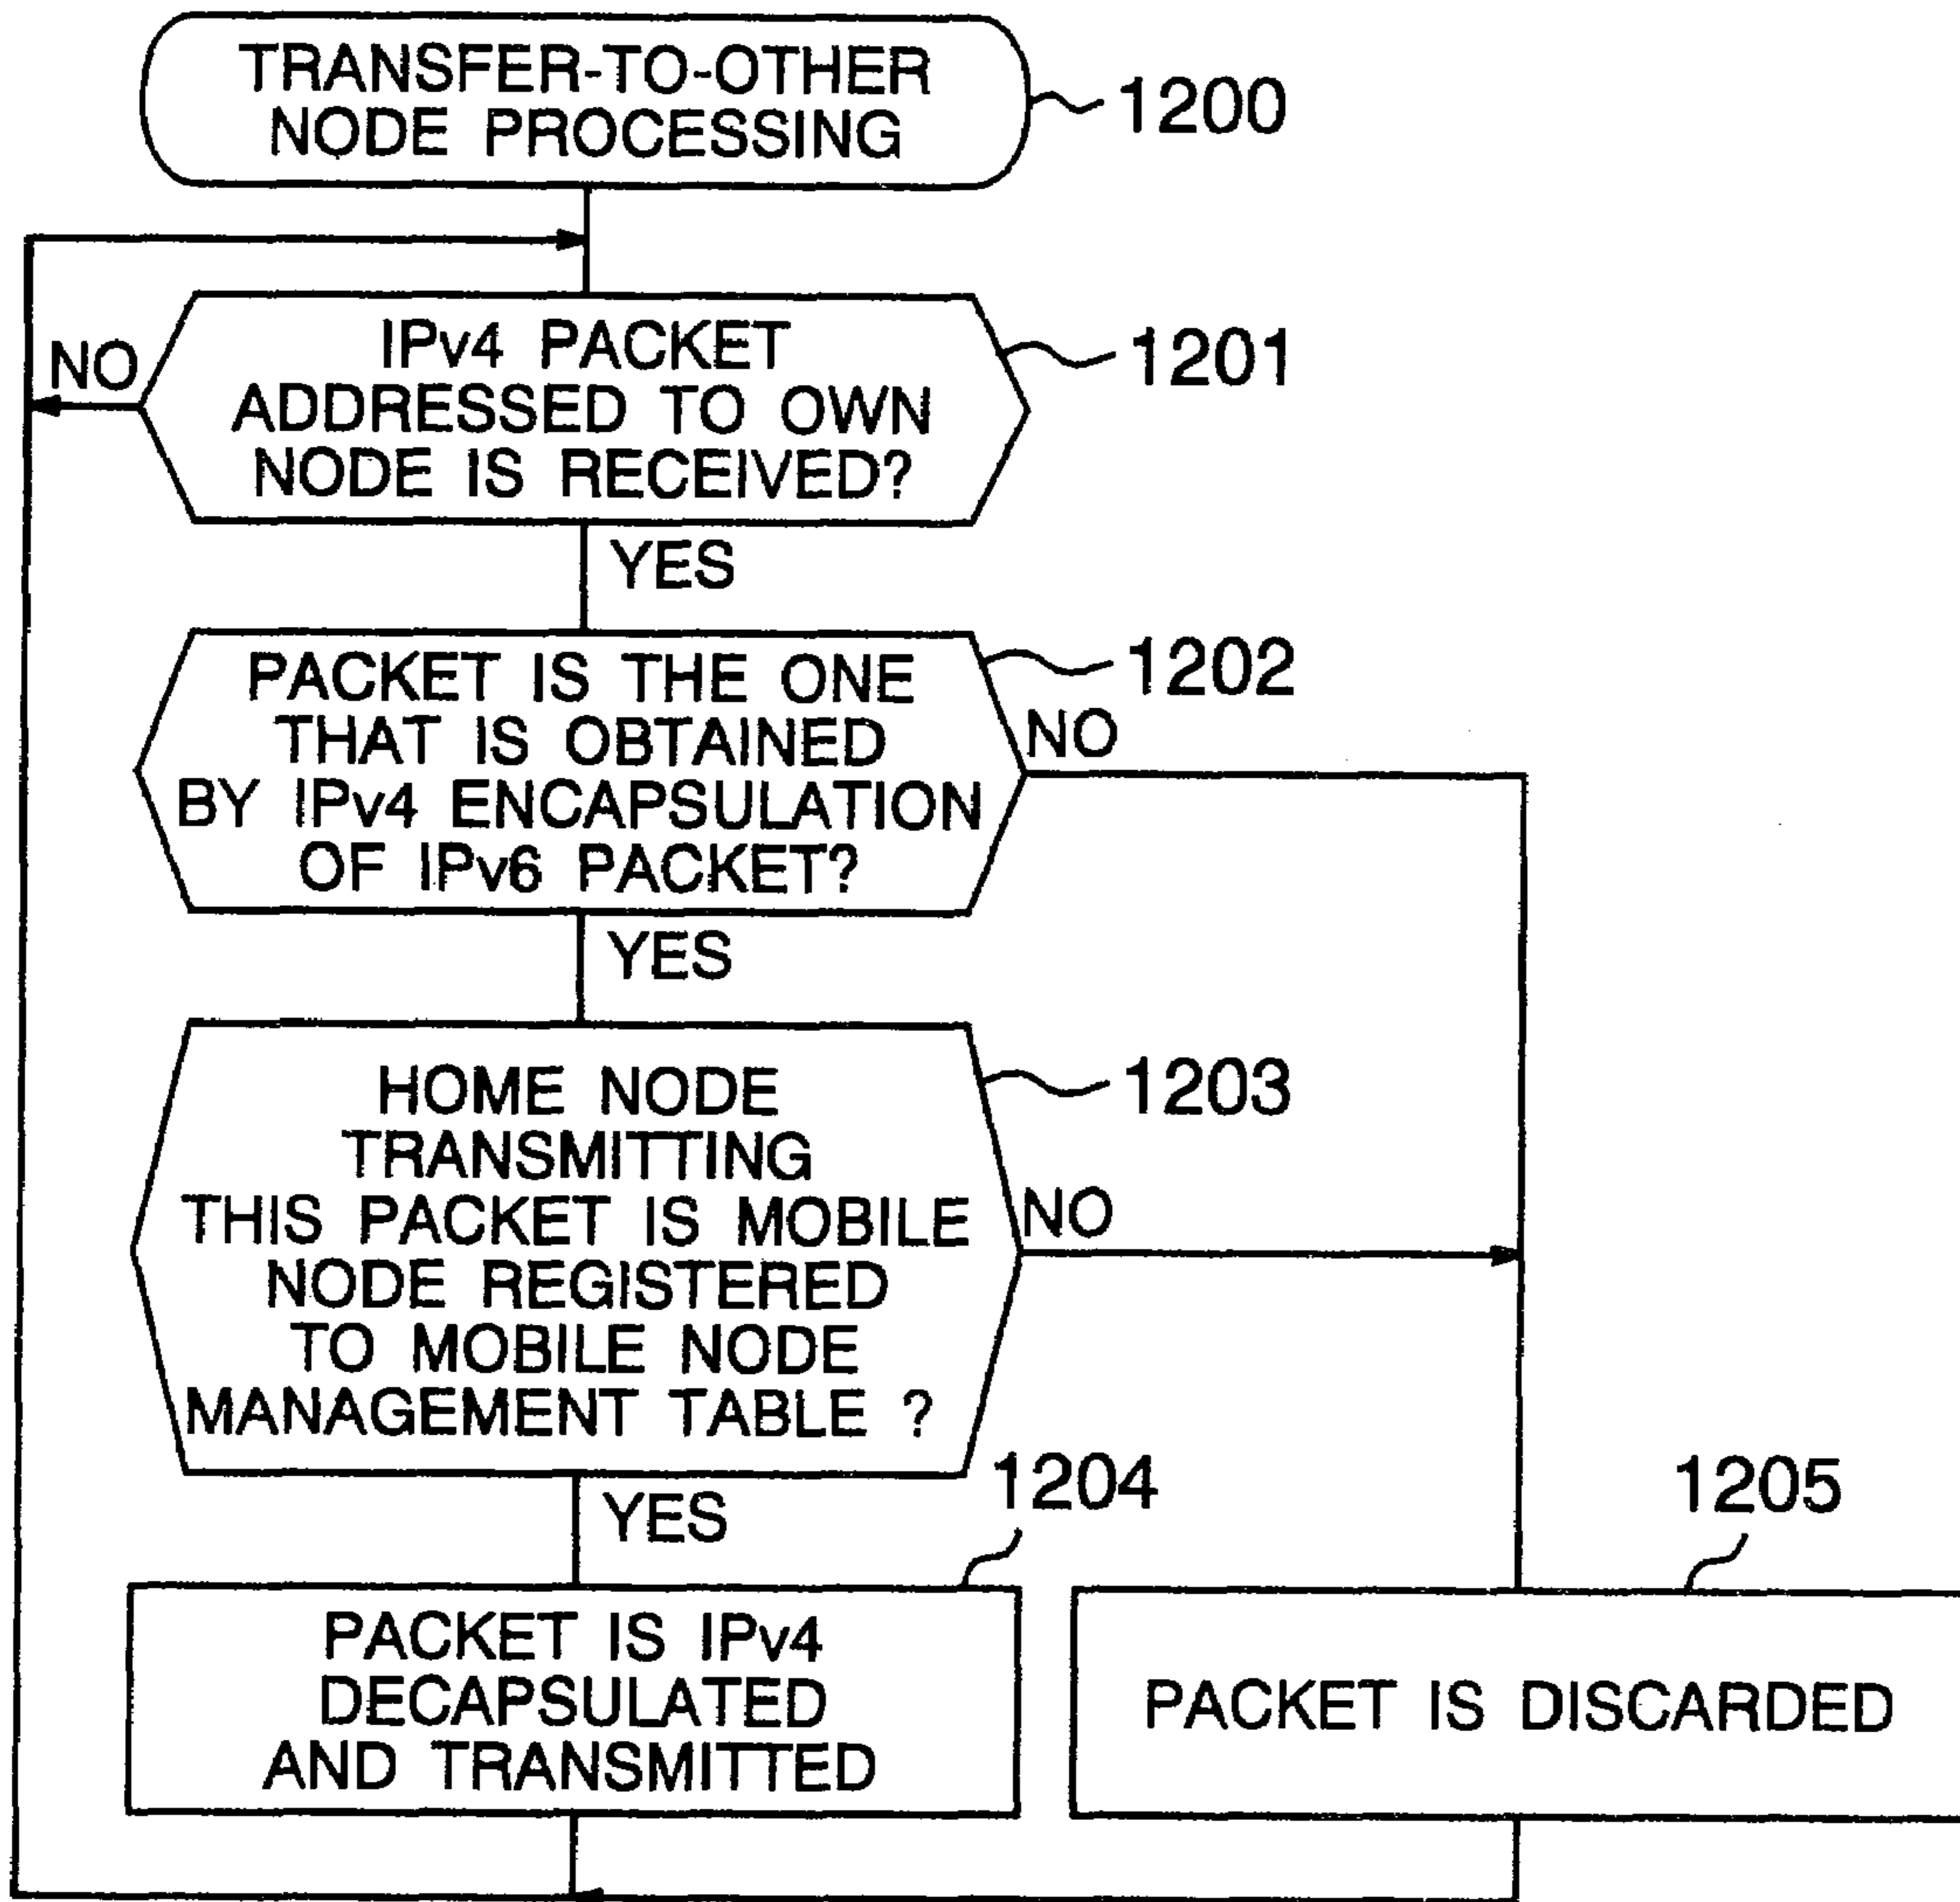 TRANSFER-TO-OTHER
NODE PROCESSING
1200
IPv4 PACKET
ADDRESSED TO OWN
NODE IS RECEIVED?
1201
NO
YES
PACKET IS THE ONE
THAT IS OBTAINED
BY IPv4 ENCAPSULATION
OF IPv6 PACKET?
1202
NO
YES
HOME NODE
TRANSMITTING
THIS PACKET IS MOBILE
NODE REGISTERED
TO MOBILE NODE
MANAGEMENT TABLE ?
1203
NO
YES
1204
PACKET IS IPv4
DECAPSULATED
AND TRANSMITTED
1205
PACKET IS DISCARDED